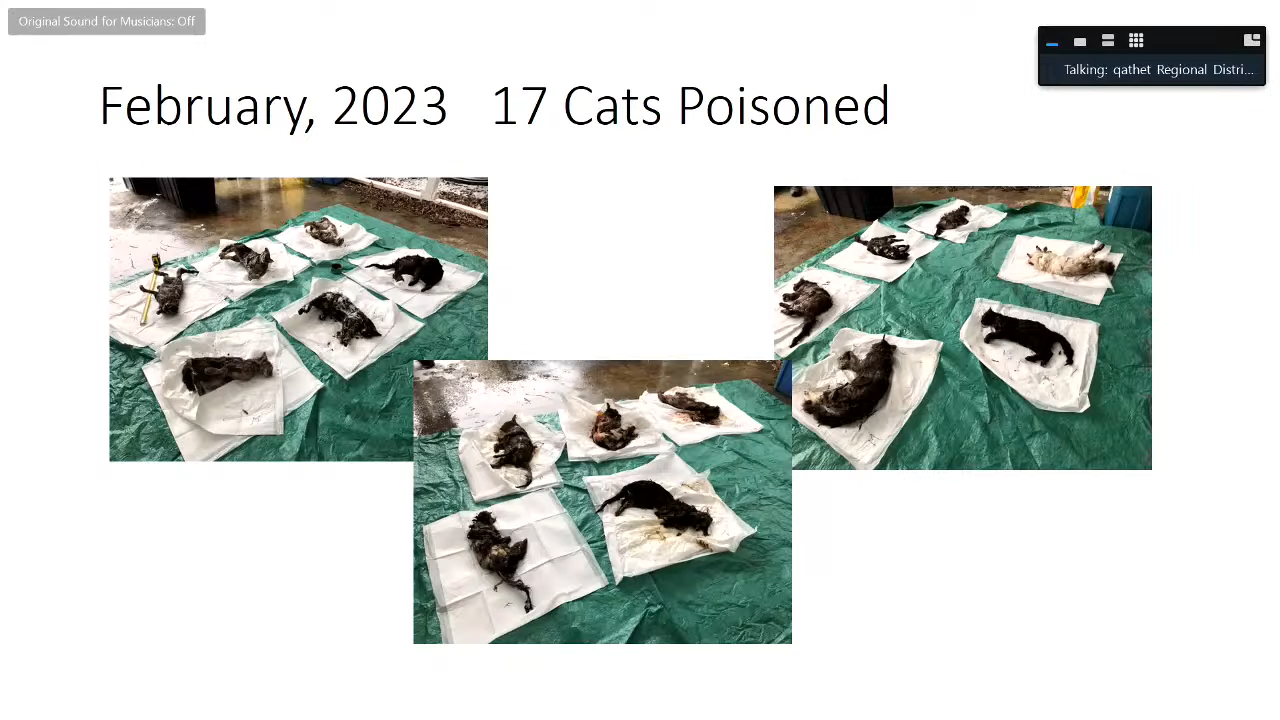 Original Sound for Musicians: Off
Talking: qathet Regional Distri...
February, 2023 17 Cats Poisoned